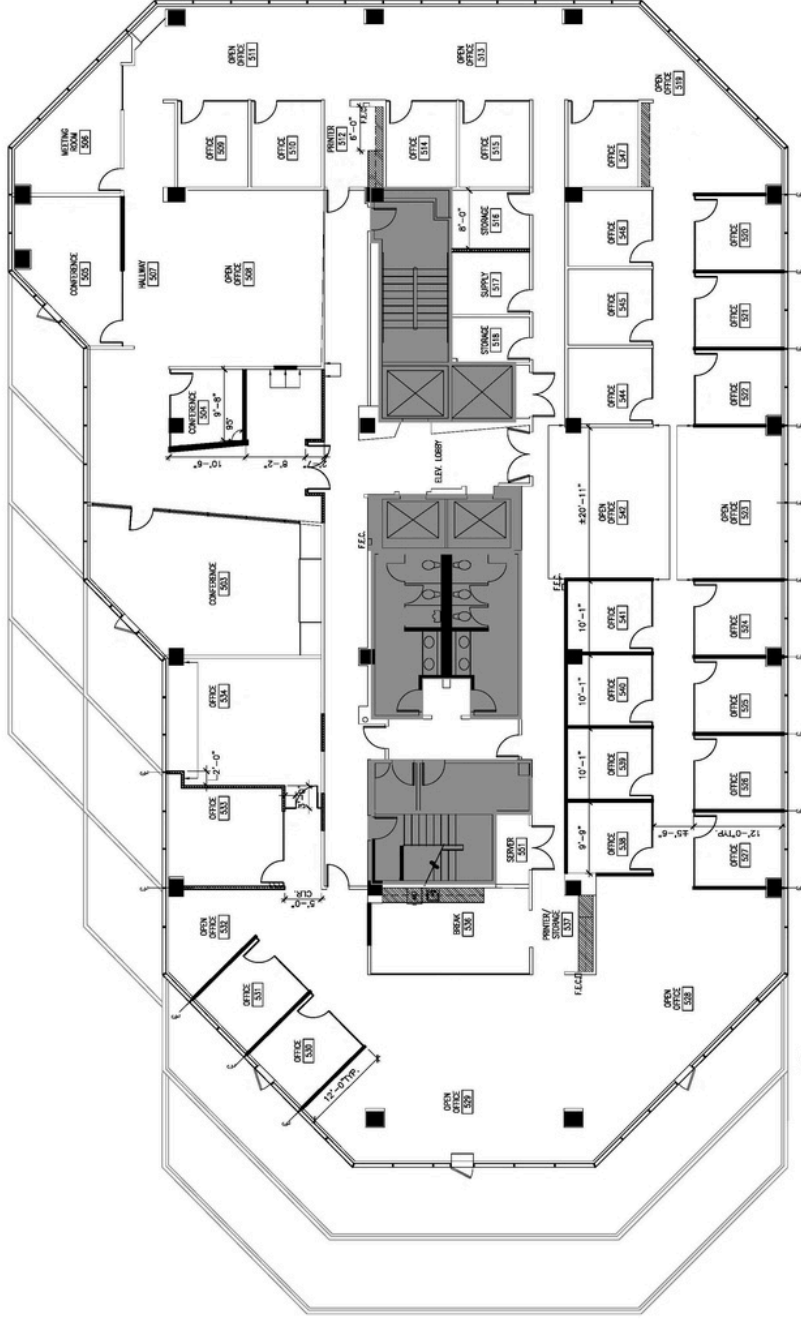 CONFERENCE
505
MEETING
ROOM
506
HALLWAY
507
OPEN
OFFICE
532
OFFICE
533
2'-0"
OFFICE
534
CONFERENCE
503
CONFERENCE
504
9'-8"
95°
10'-6"
8'-2"
OPEN
OFFICE
508
OFFICE
509
OPEN
OFFICE
511
OFFICE
531
OFFICE
530
12'-0"TYP.
5'-0"
CLR.
OFFICE
510
PRINTER
512
6'-0"
F.E.C.
F.E.C.
ELEV. LOBBY
OFFICE
514
OPEN
OFFICE
529
BREAK
536
SERVER
551
STORAGE
518
SUPPLY
517
STORAGE
516
8'-0"
OFFICE
515
OPEN
OFFICE
513
PRINTER/
STORAGE
537
F.E.C.
F.E.C.
9'-9"
10'-1"
10'-1"
10'-1"
±20'-11"
OFFICE
538
OFFICE
539
OFFICE
540
OFFICE
541
OPEN
OFFICE
542
OFFICE
544
OFFICE
545
OFFICE
546
OFFICE
547
OPEN
OFFICE
528
±5'-6"
OPEN
OFFICE
519
12'-0"TYP.
OFFICE
527
OFFICE
526
OFFICE
525
OFFICE
524
OPEN
OFFICE
523
OFFICE
522
OFFICE
521
OFFICE
520